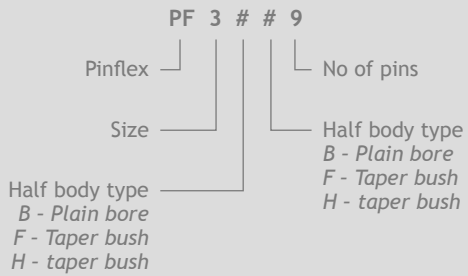 PF 3 # # 9
Pinflex
No of pins
Size
Half body type
B - Plain bore
F - Taper bush
H - taper bush
Half body type
B - Plain bore
F - Taper bush
H - taper bush